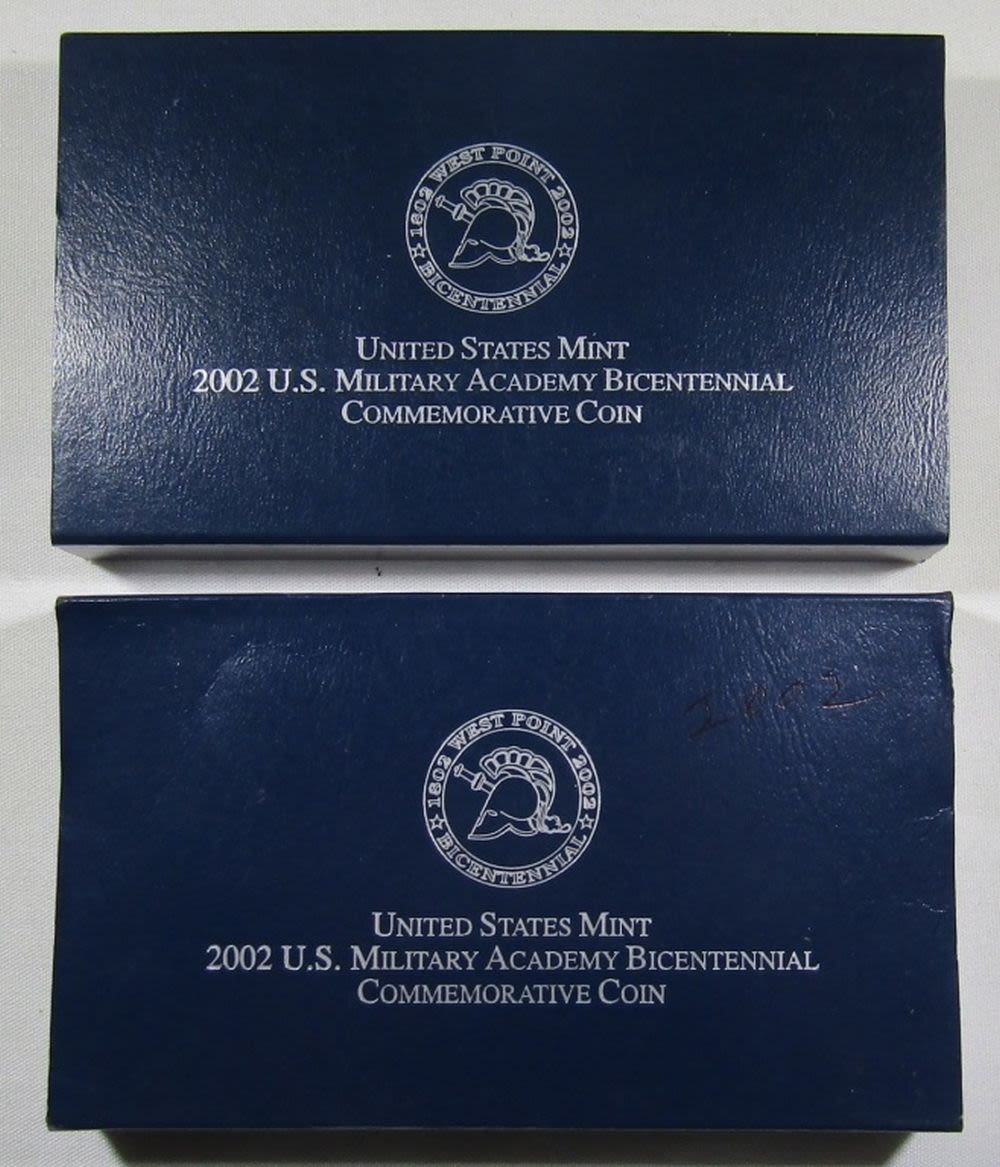 1802 WEST POINT 2002
BICENTENNIAL
UNITED STATES MINT
2002 U.S. MILITARY ACADEMY BICENTENNIAL
COMMEMORATIVE COIN
2002
1802 WEST POINT 2002
BICENTENNIAL
UNITED STATES MINT
2002 U.S. MILITARY ACADEMY BICENTENNIAL
COMMEMORATIVE COIN